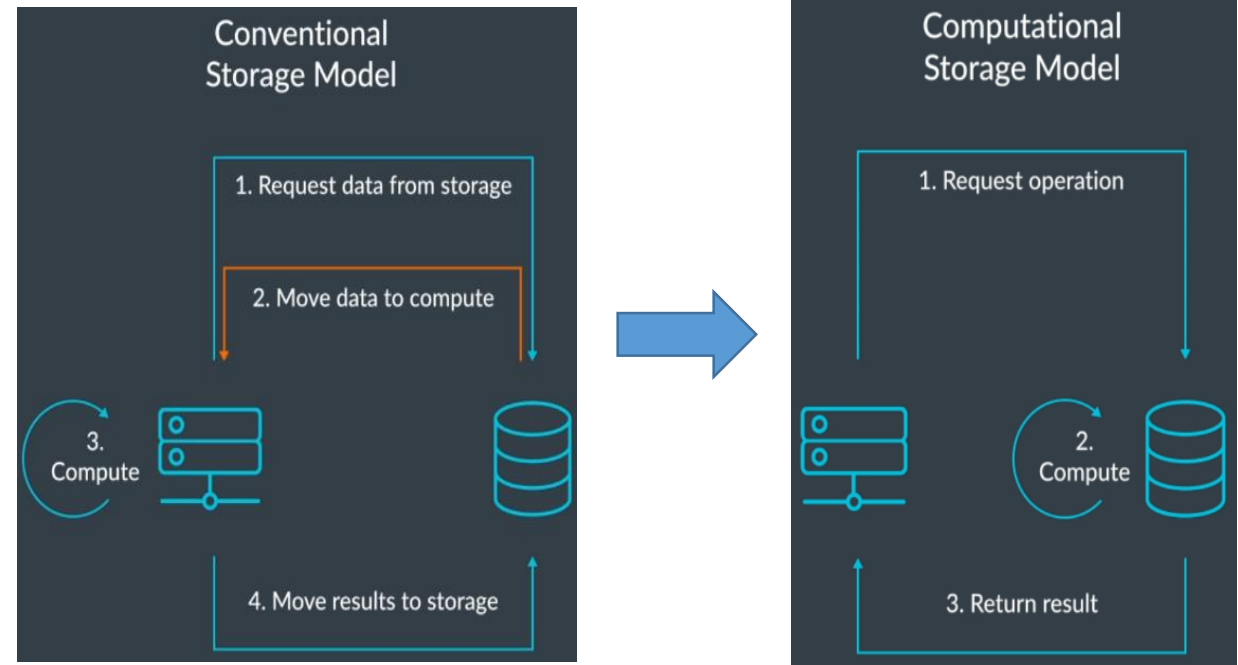 Conventional
Storage Model
1. Request data from storage
2. Move data to compute
3.
Compute
4. Move results to storage
Computational
Storage Model
1. Request operation
2.
Compute
3. Return result